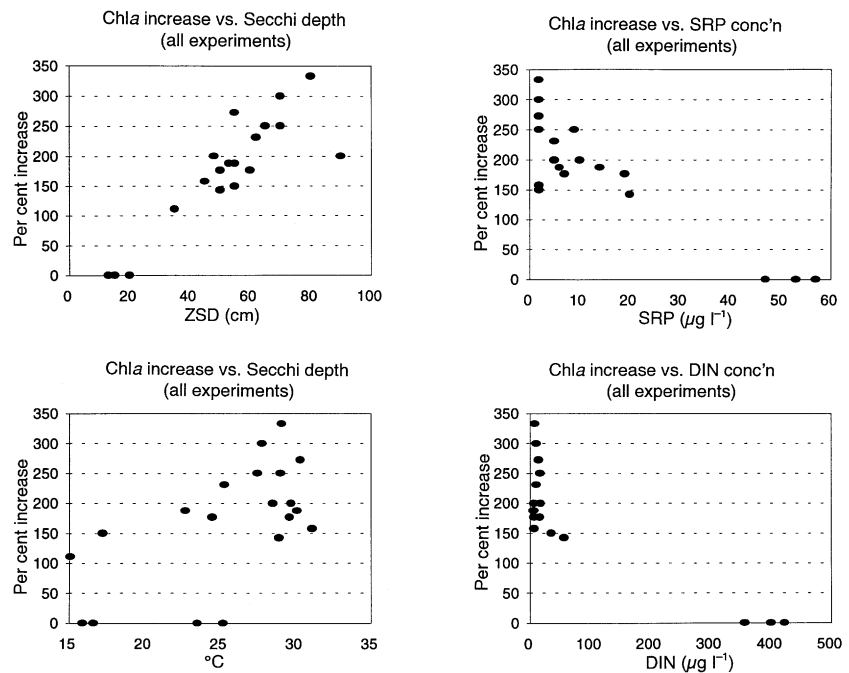 Chla increase vs. Secchi depth
(all experiments)
Per cent increase
350
300
250
200
150
100
50
0
0 20 40 60 80 100
ZSD (cm)
Chla increase vs. SRP conc'n
(all experiments)
Per cent increase
350
300
250
200
150
100
50
0
0 10 20 30 40 50 60
SRP (µg l⁻¹)
Chla increase vs. Secchi depth
(all experiments)
Per cent increase
350
300
250
200
150
100
50
0
15 20 25 30 35
°C
Chla increase vs. DIN conc'n
(all experiments)
Per cent increase
350
300
250
200
150
100
50
0
0 100 200 300 400 500
DIN (µg l⁻¹)